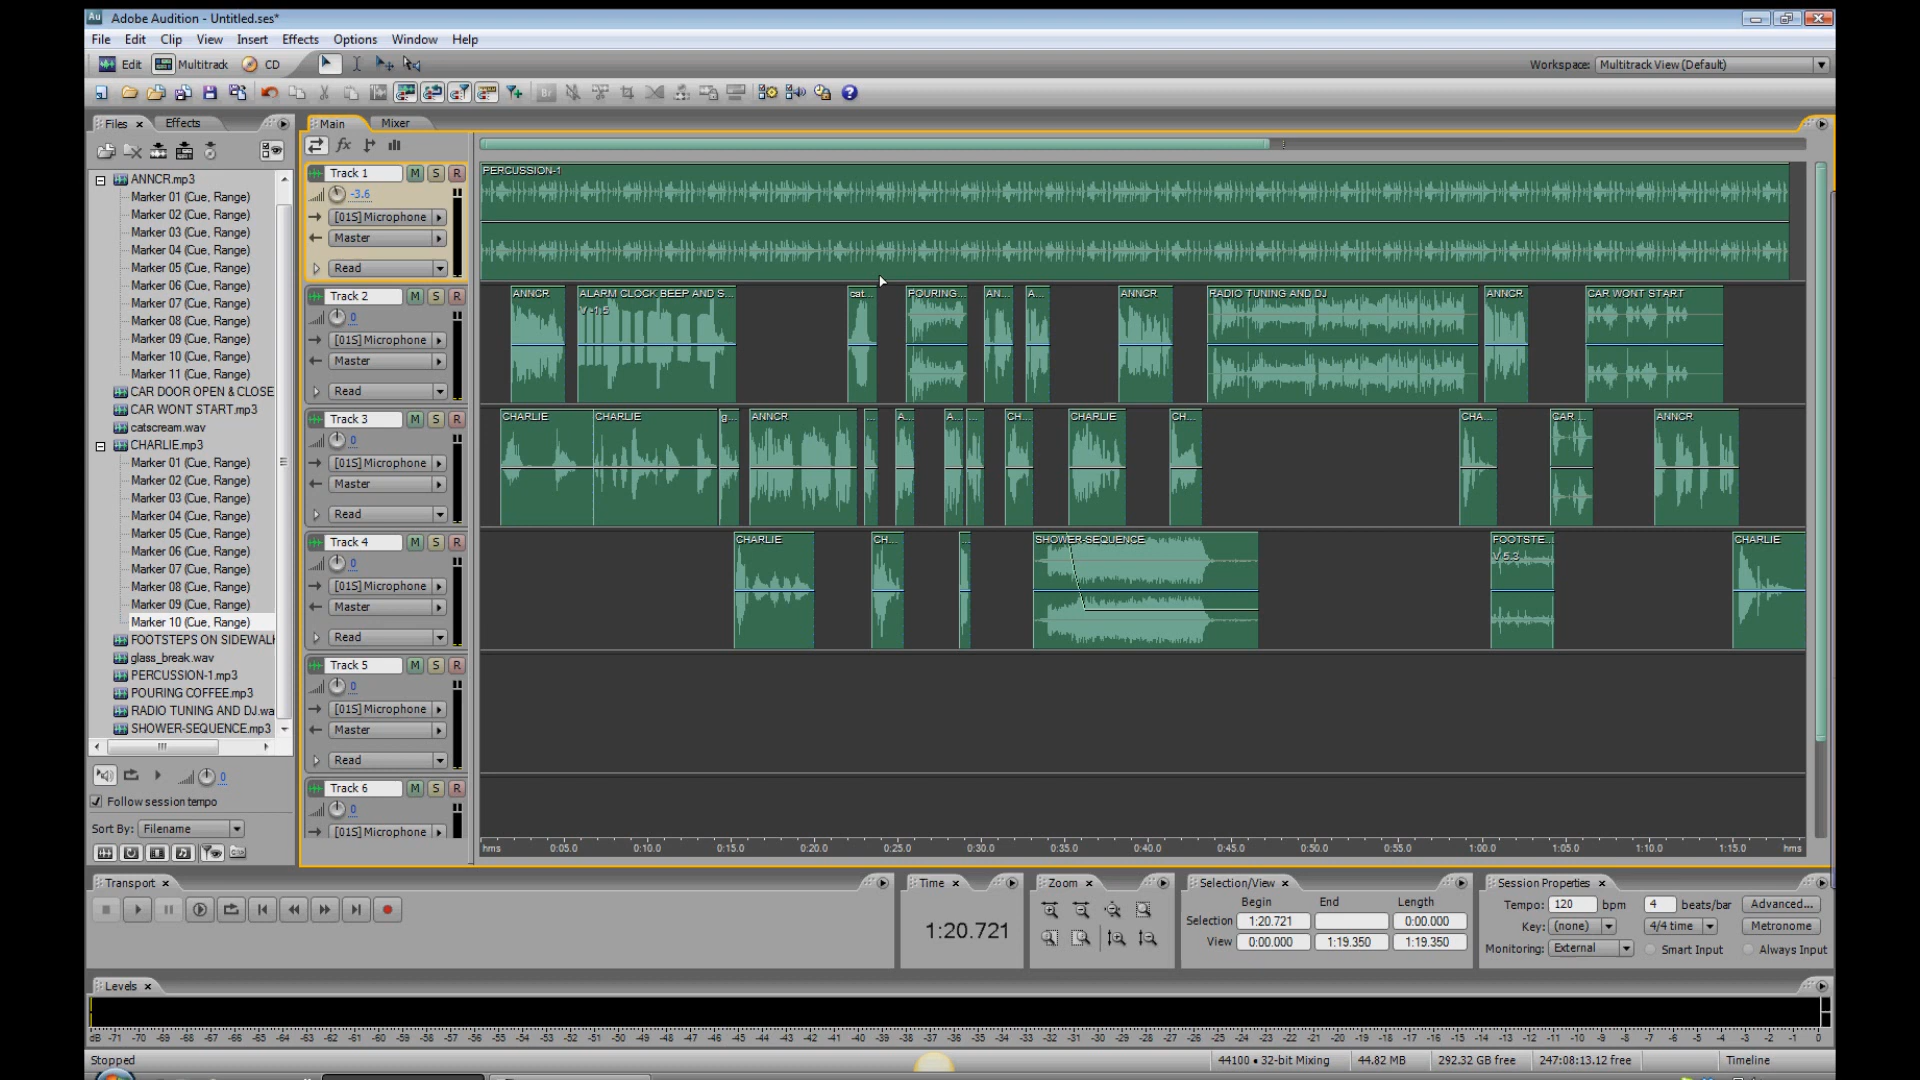 Adobe Audition - Untitled.ses*
File Edit Clip View Insert Effects Options Window Help
Edit Multitrack CD
Workspace: Multitrack View (Default)
Files Effects
Main Mixer
ANNCR.mp3
Marker 01 (Cue, Range)
Marker 02 (Cue, Range)
Marker 03 (Cue, Range)
Marker 04 (Cue, Range)
Marker 05 (Cue, Range)
Marker 06 (Cue, Range)
Marker 07 (Cue, Range)
Marker 08 (Cue, Range)
Marker 09 (Cue, Range)
Marker 10 (Cue, Range)
Marker 11 (Cue, Range)
CAR DOOR OPEN & CLOSE
CAR WONT START.mp3
catscream.wav
CHARLIE.mp3
Marker 01 (Cue, Range)
Marker 02 (Cue, Range)
Marker 03 (Cue, Range)
Marker 04 (Cue, Range)
Marker 05 (Cue, Range)
Marker 06 (Cue, Range)
Marker 07 (Cue, Range)
Marker 08 (Cue, Range)
Marker 09 (Cue, Range)
Marker 10 (Cue, Range)
FOOTSTEPS ON SIDEWAL
glass_break.wav
PERCUSSION-1.mp3
POURING COFFEE.mp3
RADIO TUNING AND DJ.wa
SHOWER-SEQUENCE.mp3
0
Follow session tempo
Sort By: Filename
fx
Track 1 M S R
-3.6
[01S] Microphone
Master
Read
PERCUSSION-1
Track 2 M S R
0
[01S] Microphone
Master
Read
ANNCR ALARM CLOCK BEEP AND S... cat... POURING... AN... A... ANNCR RADIO TUNING AND DJ ANNCR CAR WONT START
V -1.5
Track 3 M S R
0
[01S] Microphone
Master
Read
CHARLIE CHARLIE g... ANNCR ... A... A... ... CH... CHARLIE CH... CHA... CAR ... ANNCR
Track 4 M S R
0
[01S] Microphone
Master
Read
CHARLIE CH... ... SHOWER-SEQUENCE FOOTSTE... CHARLIE
V 5.3
Track 5 M S R
0
[01S] Microphone
Master
Read
Track 6 M S R
0
[01S] Microphone
hms 0:05.0 0:10.0 0:15.0 0:20.0 0:25.0 0:30.0 0:35.0 0:40.0 0:45.0 0:50.0 0:55.0 1:00.0 1:05.0 1:10.0 1:15.0 hms
Transport
Time
1:20.721
Zoom
Selection/View
Begin End Length
Selection 1:20.721 0:00.000
View 0:00.000 1:19.350 1:19.350
Session Properties
Tempo: 120 bpm 4 beats/bar Advanced...
Key: (none) 4/4 time Metronome
Monitoring: External Smart Input Always Input
Levels
dB -71 -70 -69 -68 -67 -66 -65 -64 -63 -62 -61 -60 -59 -58 -57 -56 -55 -54 -53 -52 -51 -50 -49 -48 -47 -46 -45 -44 -43 -42 -41 -40 -39 -38 -37 -36 -35 -34 -33 -32 -31 -30 -29 -28 -27 -26 -25 -24 -23 -22 -21 -20 -19 -18 -17 -16 -15 -14 -13 -12 -11 -10 -9 -8 -7 -6 -5 -4 -3 -2 -1 0
Stopped
44100 • 32-bit Mixing 44.82 MB 292.32 GB free 247:08:13.12 free Timeline